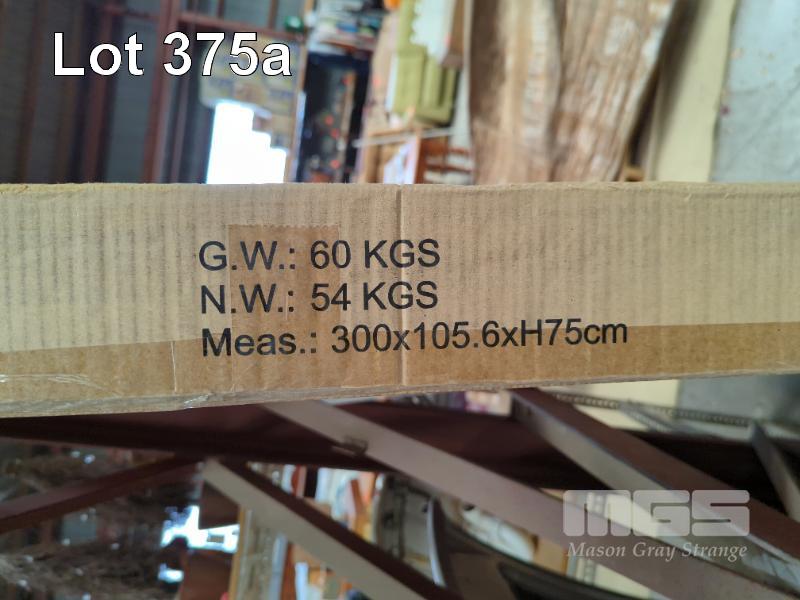 Lot 375a
G.W.: 60 KGS
N.W.: 54 KGS
Meas.: 300x105.6xH75cm
MGS
Mason Gray Strange